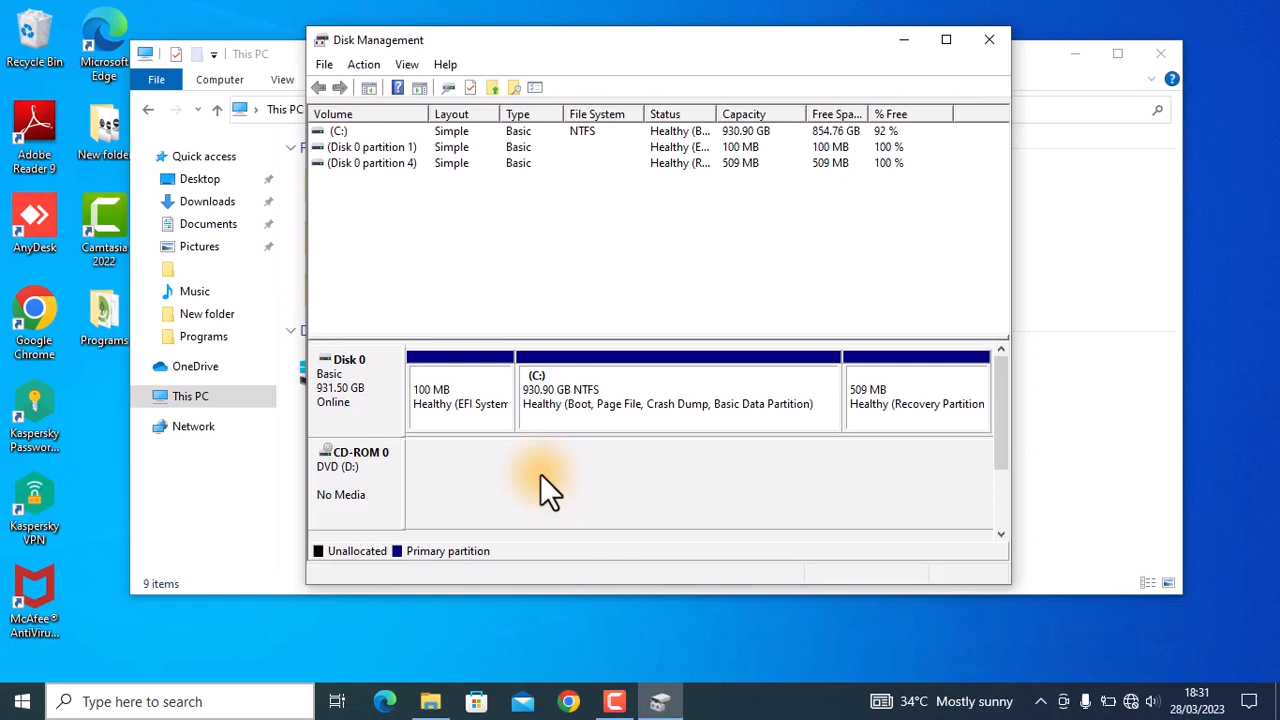 Recycle Bin
Microsoft
Edge
Adobe
Reader 9
New folder
AnyDesk
Camtasia
2022
Google
Chrome
Programs
Kaspersky
Passwor...
Kaspersky
VPN
McAfee®
AntiViru...
This PC
File
Computer
View
This PC
Quick access
Desktop
Downloads
Documents
Pictures
Music
New folder
Programs
OneDrive
This PC
Network
9 items
Disk Management
File Action View Help
Volume Layout Type File System Status Capacity Free Spa... % Free
(C:) Simple Basic NTFS Healthy (B... 930.90 GB 854.76 GB 92 %
(Disk 0 partition 1) Simple Basic Healthy (E... 100 MB 100 MB 100 %
(Disk 0 partition 4) Simple Basic Healthy (R... 509 MB 509 MB 100 %
Disk 0
Basic
931.50 GB
Online
100 MB
Healthy (EFI System
(C:)
930.90 GB NTFS
Healthy (Boot, Page File, Crash Dump, Basic Data Partition)
509 MB
Healthy (Recovery Partition
CD-ROM 0
DVD (D:)
No Media
Unallocated Primary partition
Type here to search
34°C Mostly sunny
18:31
28/03/2023